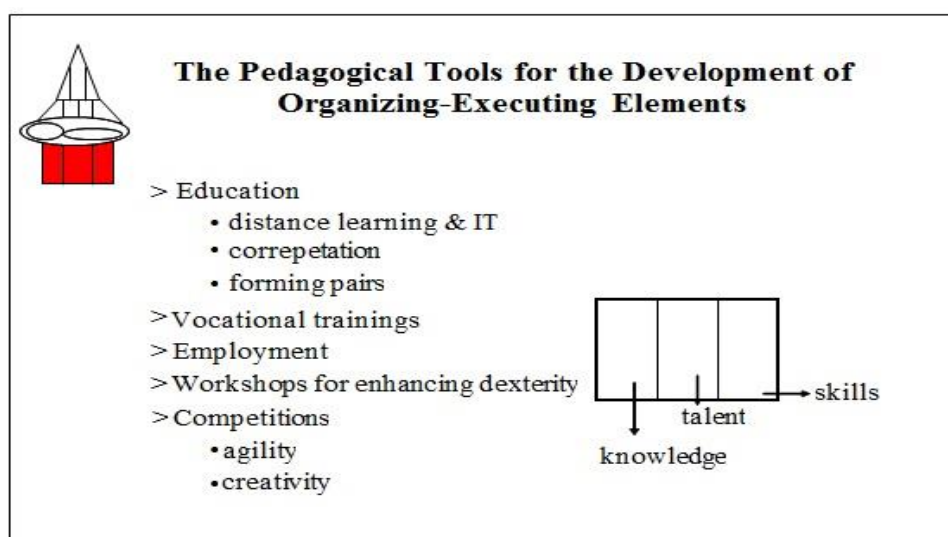 The Pedagogical Tools for the Development of
Organizing-Executing Elements
> Education
• distance learning & IT
• correpetation
• forming pairs
>Vocational trainings
>Employment
>Workshops for enhancing dexterity
>Competitions
•agility
•creativity
skills
talent
knowledge